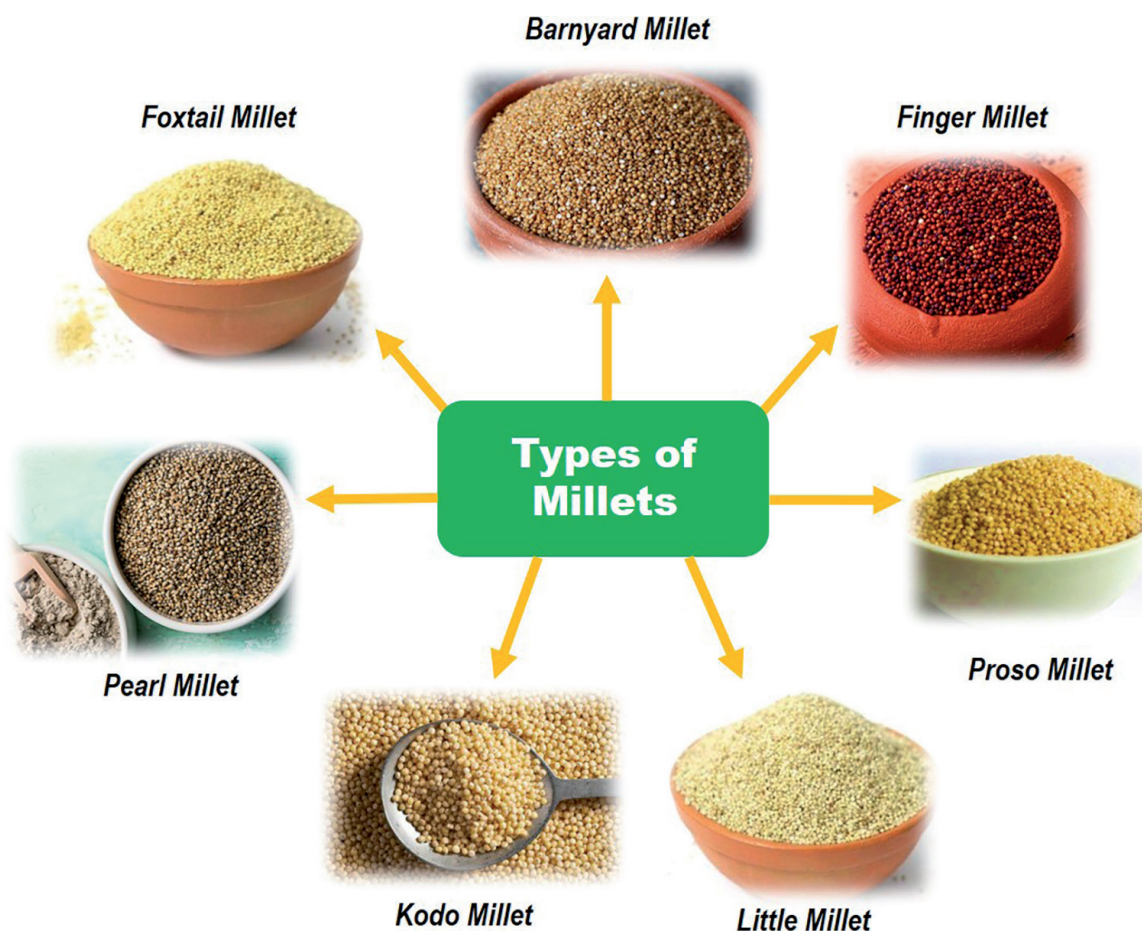 Barnyard Millet
Foxtail Millet
Finger Millet
Types of
Millets
Pearl Millet
Proso Millet
Kodo Millet
Little Millet